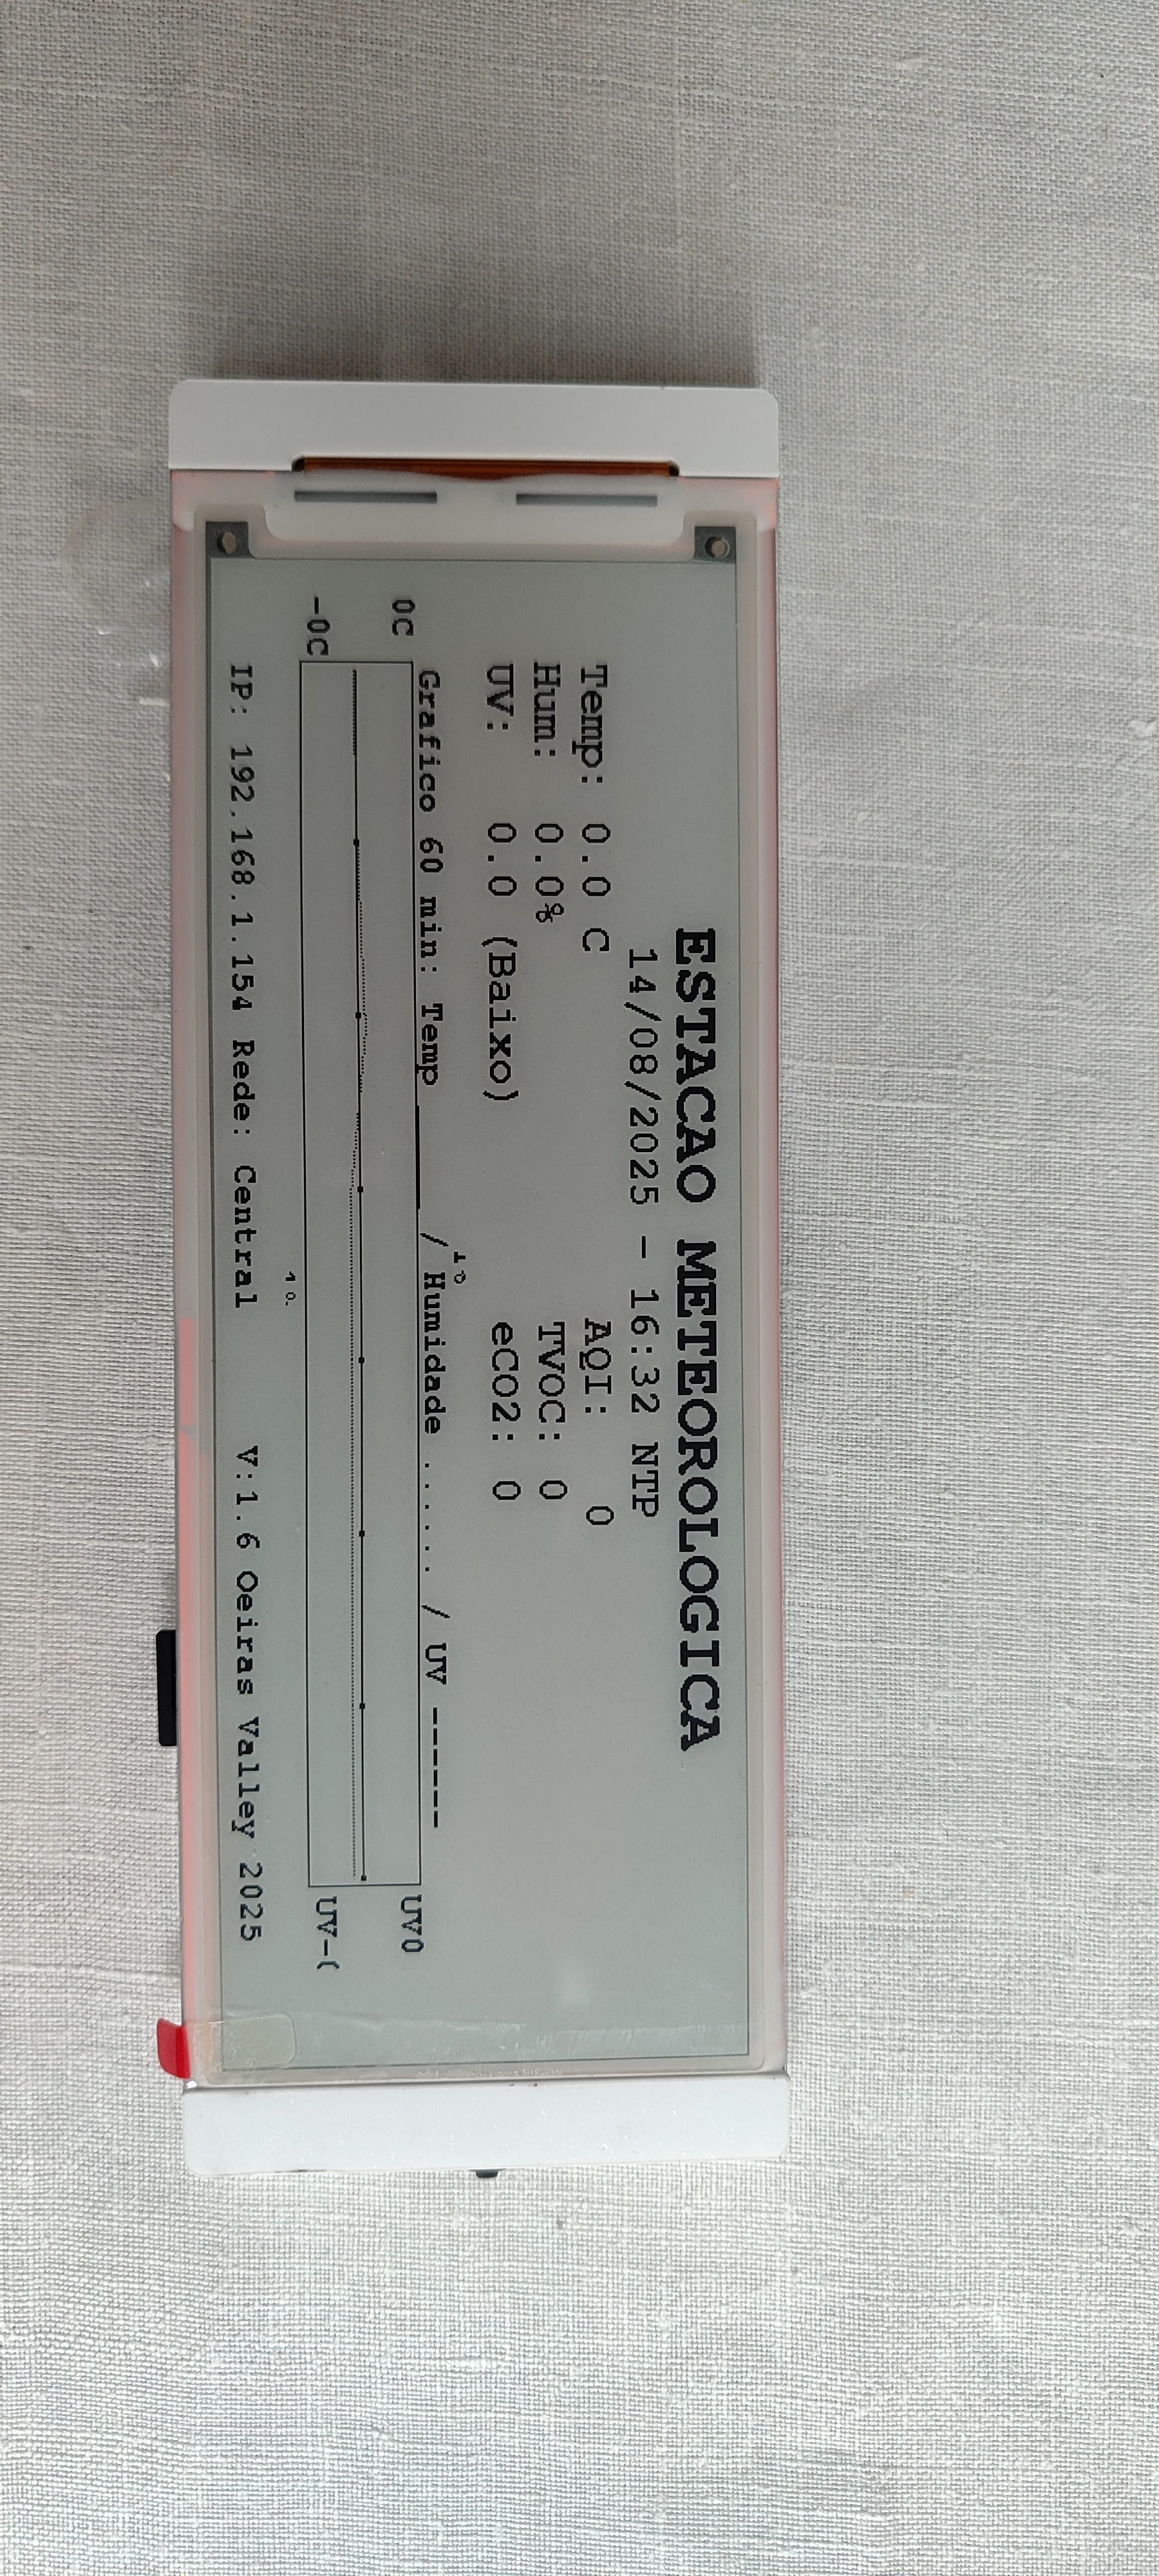 ESTACAO METEOROLOGICA
14/08/2025 - 16:32 NTP
Temp: 0.0 C AQI: 0
Hum: 0.0% TVOC: 0
UV: 0.0 (Baixo) eCO2: 0
Grafico 60 min: Temp ______ / Humidade ...... / UV ------
0C UV0
-0C UV-(
IP: 192.168.1.154 Rede: Central V:1.6 Oeiras Valley 2025